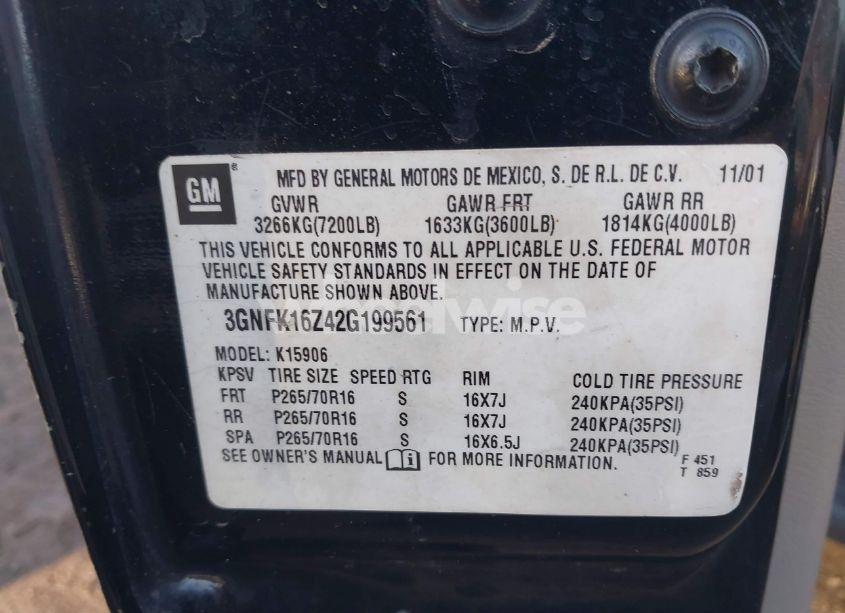 GM ® MFD BY GENERAL MOTORS DE MEXICO, S. DE R.L. DE C.V. 11/01
GVWR GAWR FRT GAWR RR
3266KG(7200LB) 1633KG(3600LB) 1814KG(4000LB)
THIS VEHICLE CONFORMS TO ALL APPLICABLE U.S. FEDERAL MOTOR
VEHICLE SAFETY STANDARDS IN EFFECT ON THE DATE OF
MANUFACTURE SHOWN ABOVE.
3GNFK16Z42G199561 TYPE: M.P.V.
MODEL: K15906
KPSV TIRE SIZE SPEED RTG RIM COLD TIRE PRESSURE
FRT P265/70R16 S 16X7J 240KPA(35PSI)
RR P265/70R16 S 16X7J 240KPA(35PSI)
SPA P265/70R16 S 16X6.5J 240KPA(35PSI)
SEE OWNER'S MANUAL i FOR MORE INFORMATION.
F 451
T 859